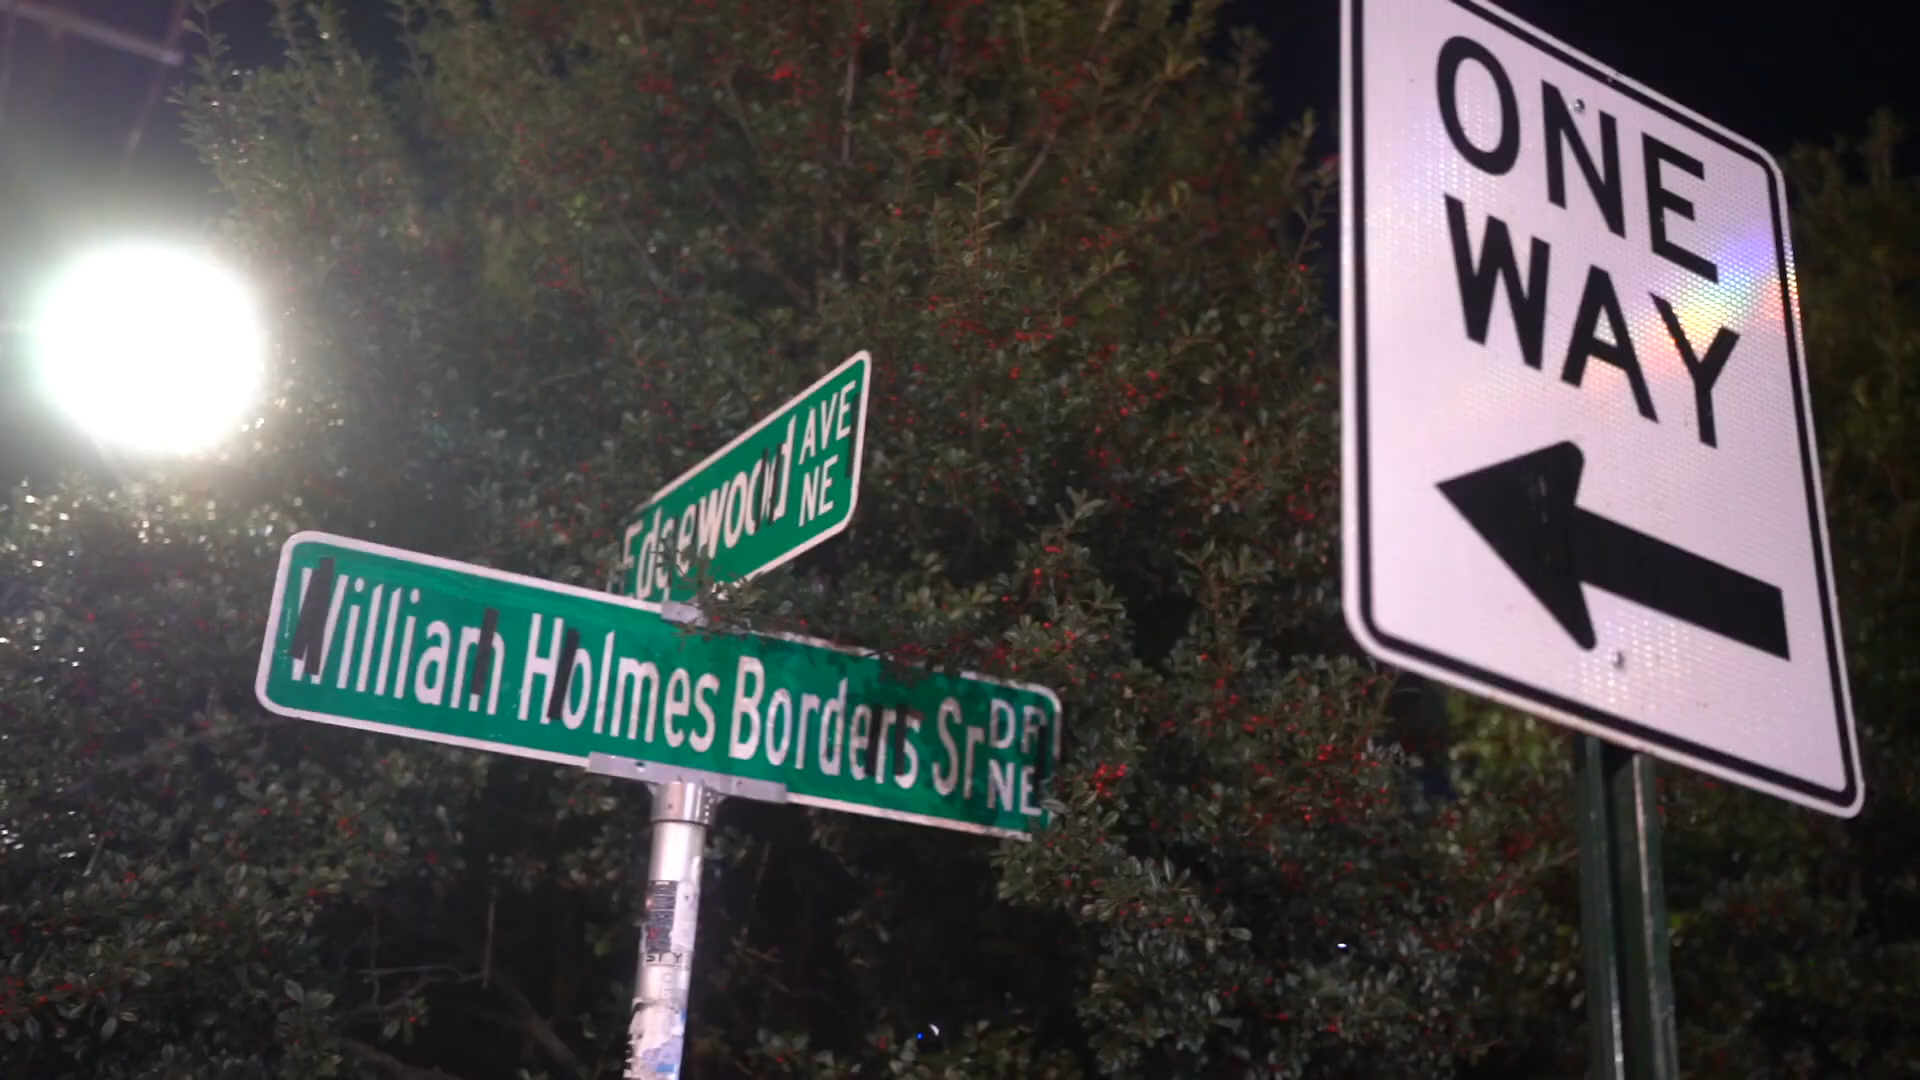 ONE
WAY
Edgewood AVE
NE
William Holmes Borders Sr DR
NE